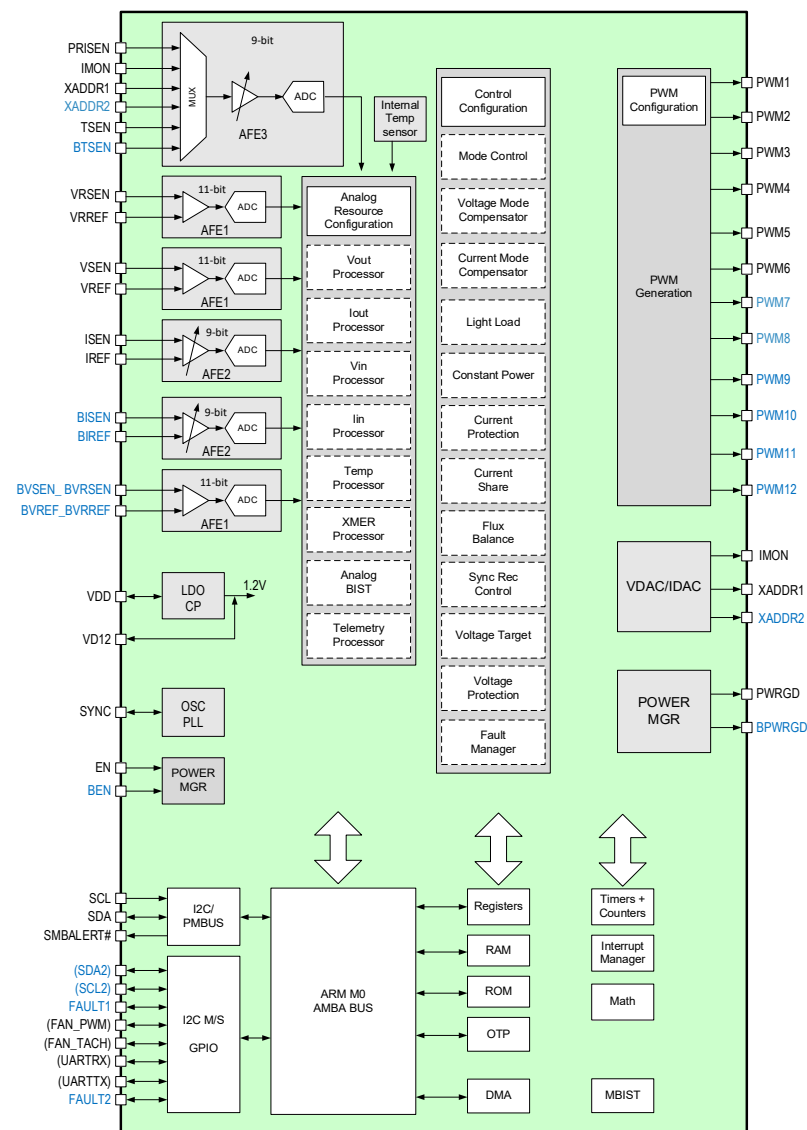 PRISEN
IMON
XADDR1
XADDR2
TSEN
BTSEN
MUX
9-bit
ADC
AFE3
Internal
Temp
sensor
VRSEN
VRREF
11-bit
ADC
AFE1
VSEN
VREF
11-bit
ADC
AFE1
ISEN
IREF
9-bit
ADC
AFE2
BISEN
BIREF
9-bit
ADC
AFE2
BVSEN_ BVRSEN
BVREF_BVRREF
11-bit
ADC
AFE1
VDD
VD12
LDO
CP
1.2V
SYNC
OSC
PLL
EN
BEN
POWER
MGR
Analog
Resource
Configuration
Vout
Processor
Iout
Processor
Vin
Processor
Iin
Processor
Temp
Processor
XMER
Processor
Analog
BIST
Telemetry
Processor
Control
Configuration
Mode Control
Voltage Mode
Compensator
Current Mode
Compensator
Light Load
Constant Power
Current
Protection
Current
Share
Flux
Balance
Sync Rec
Control
Voltage Target
Voltage
Protection
Fault
Manager
PWM
Configuration
PWM
Generation
PWM1
PWM2
PWM3
PWM4
PWM5
PWM6
PWM7
PWM8
PWM9
PWM10
PWM11
PWM12
VDAC/IDAC
IMON
XADDR1
XADDR2
POWER
MGR
PWRGD
BPWRGD
SCL
SDA
SMBALERT#
I2C/
PMBUS
(SDA2)
(SCL2)
FAULT1
(FAN_PWM)
(FAN_TACH)
(UARTRX)
(UARTTX)
FAULT2
I2C M/S
GPIO
ARM M0
AMBA BUS
Registers
RAM
ROM
OTP
DMA
Timers +
Counters
Interrupt
Manager
Math
MBIST